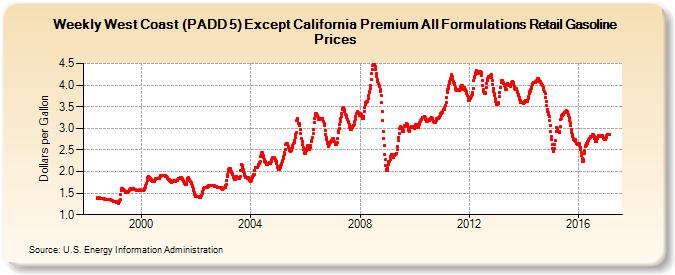 Weekly West Coast (PADD 5) Except California Premium All Formulations Retail Gasoline
Prices
Dollars per Gallon
4.5
4.0
3.5
3.0
2.5
2.0
1.5
1.0
2000 2004 2008 2012 2016
Source: U.S. Energy Information Administration